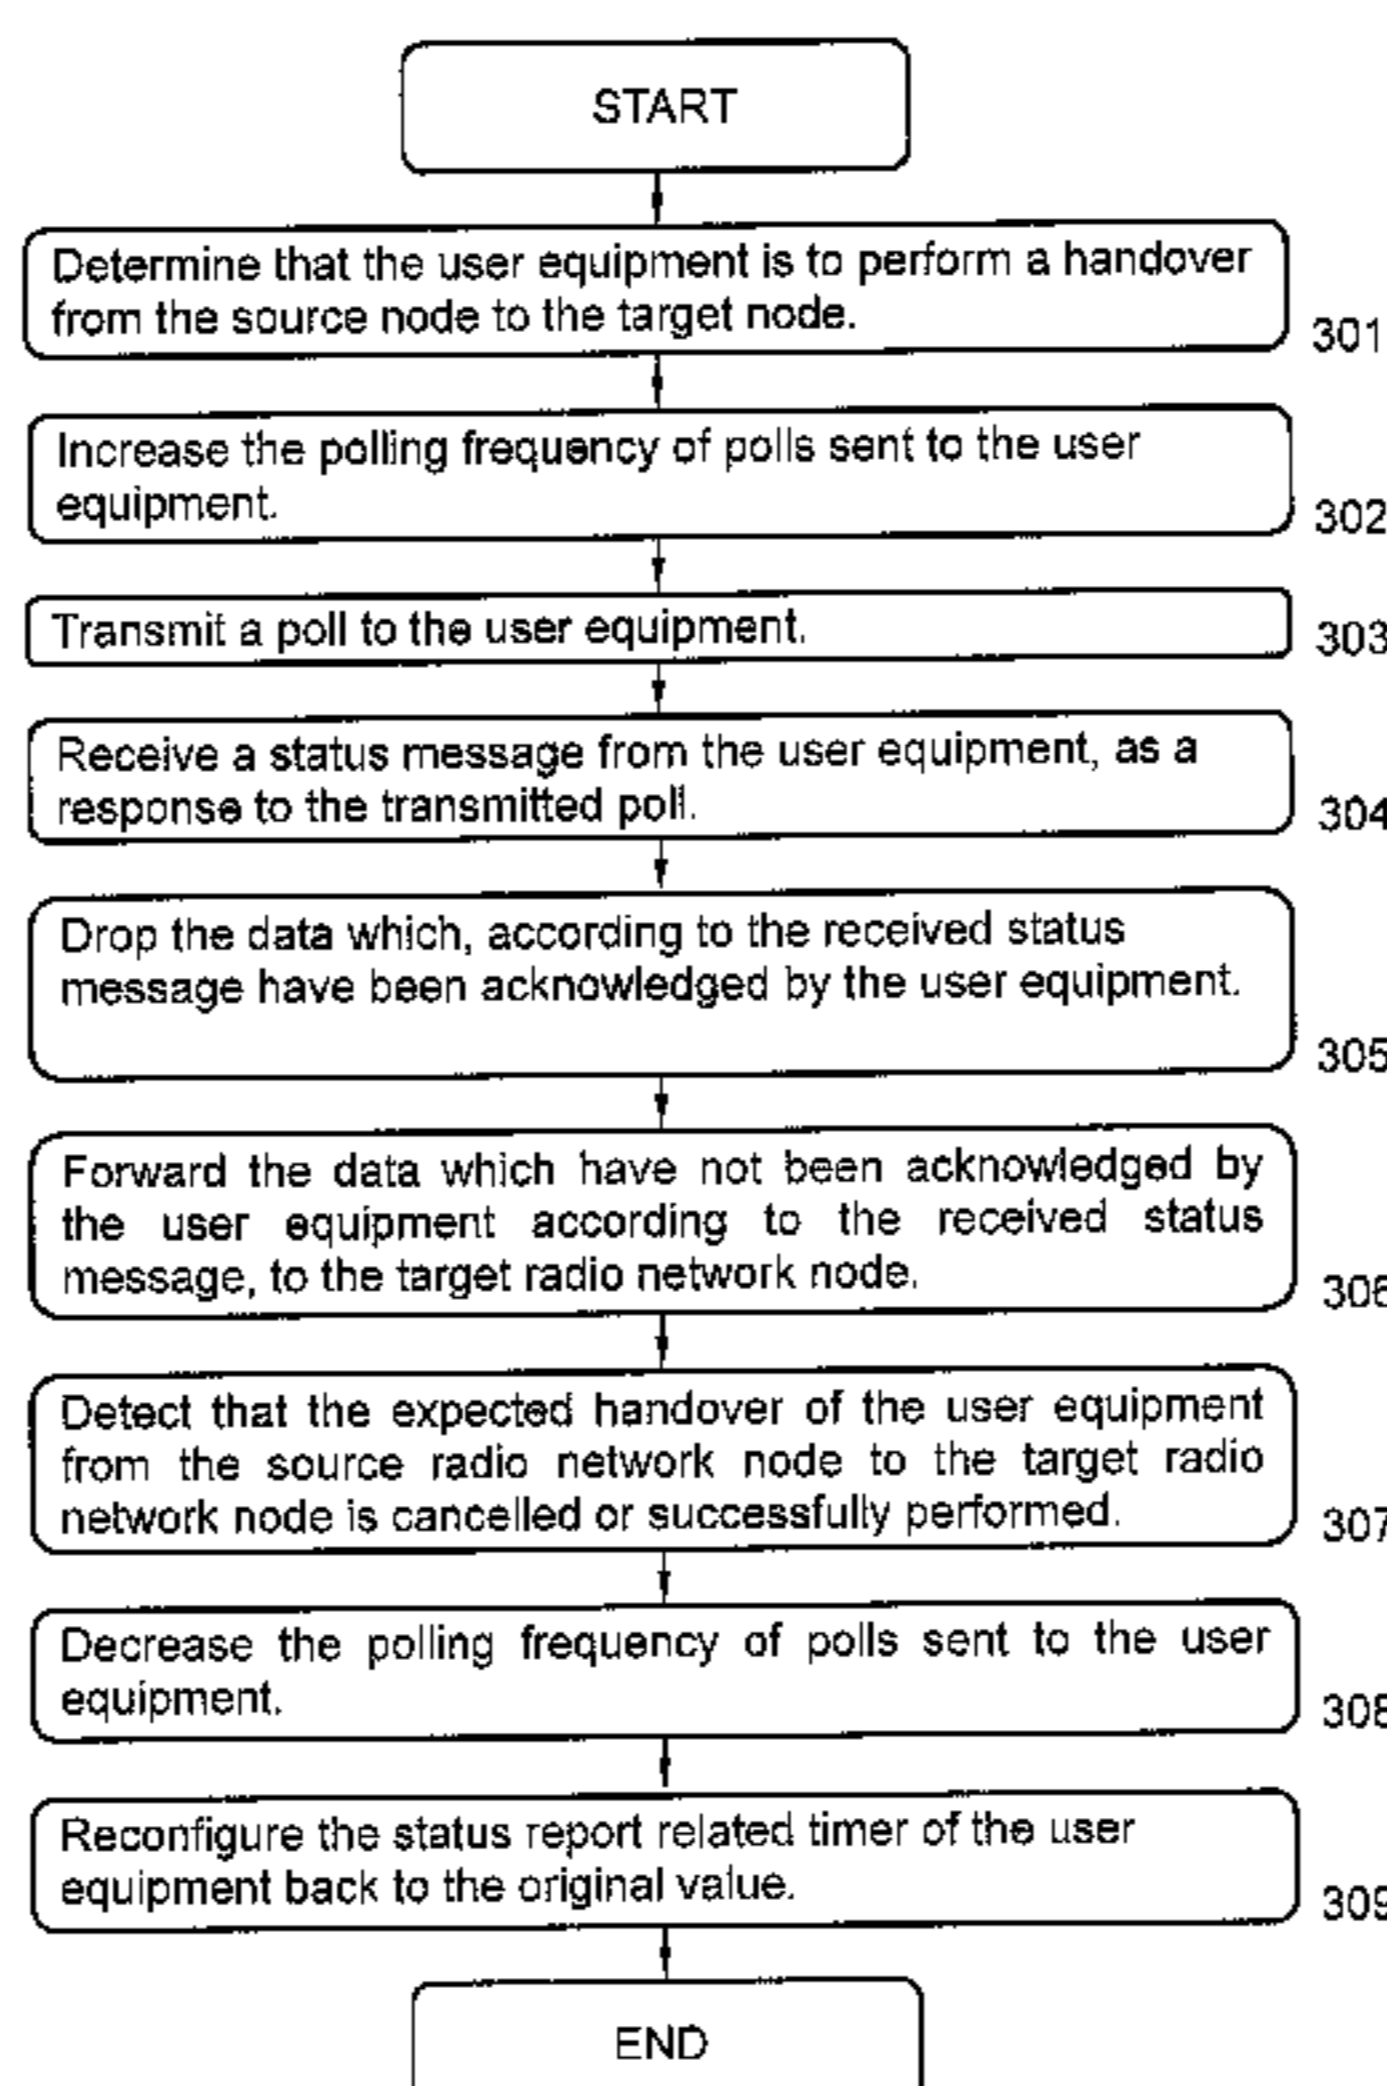 START
Determine that the user equipment is to perform a handover
from the source node to the target node.
301
Increase the polling frequency of polls sent to the user
equipment.
302
Transmit a poll to the user equipment.
303
Receive a status message from the user equipment, as a
response to the transmitted poll.
304
Drop the data which, according to the received status
message have been acknowledged by the user equipment.
305
Forward the data which have not been acknowledged by
the user equipment according to the received status
message, to the target radio network node.
306
Detect that the expected handover of the user equipment
from the source radio network node to the target radio
network node is cancelled or successfully performed.
307
Decrease the polling frequency of polls sent to the user
equipment.
308
Reconfigure the status report related timer of the user
equipment back to the original value.
309
END